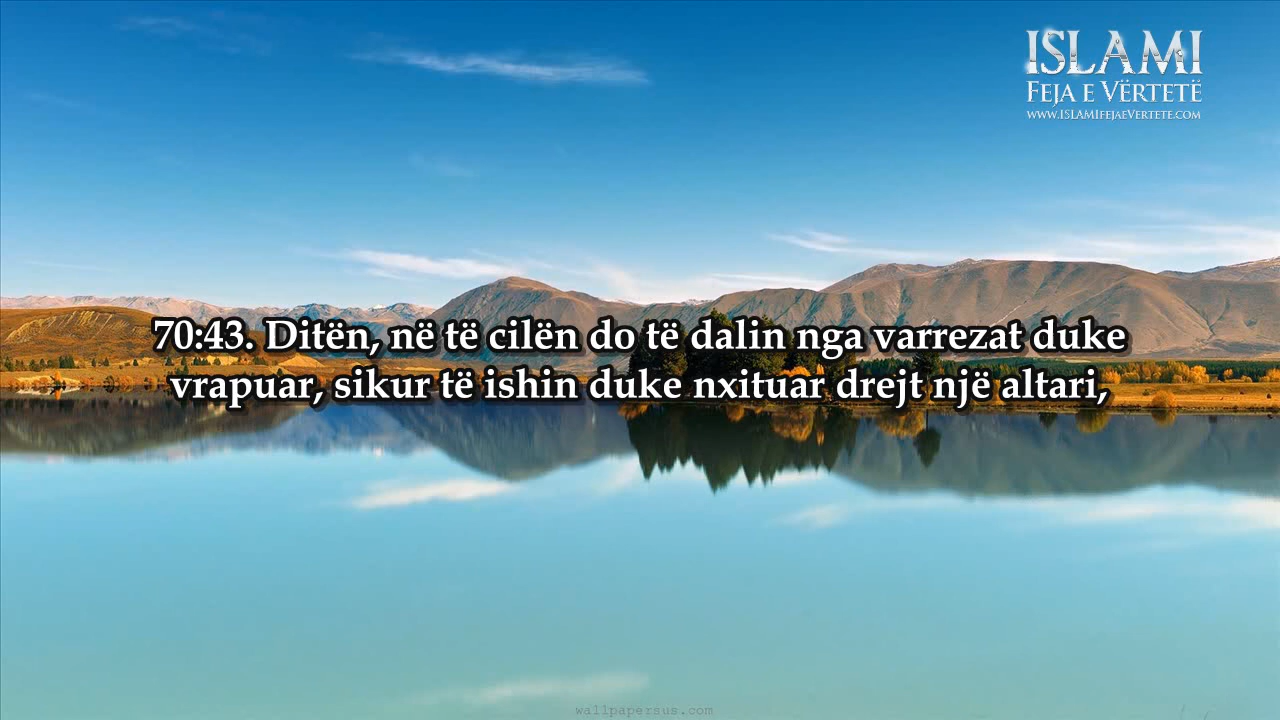 ISLAMI
FEJA E VËRTETË
WWW.ISLAMIFEJAEVERTETE.COM
70:43. Ditën, në të cilën do të dalin nga varrezat duke
vrapuar, sikur të ishin duke nxituar drejt një altari,
wallpapersus.com